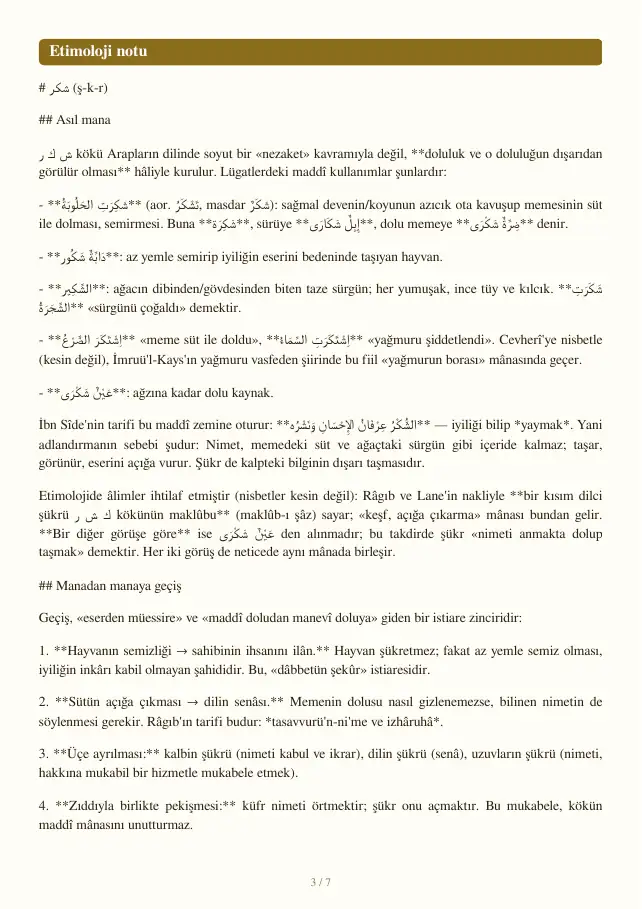 Etimoloji notu
# شكر (ş-k-r)
## Asıl mana
ش ك ر kökü Arapların dilinde soyut bir «nezaket» kavramıyla değil, **doluluk ve o doluluğun dışarıdan
görülür olması** hâliyle kurulur. Lügatlerdeki maddî kullanımlar şunlardır:
- **شَكِرَتِ الحَلُوبَةُ** (aor. تَشْكَرُ, masdar شَكَرٌ): sağmal devenin/koyunun azıcık ota kavuşup memesinin süt
ile dolması, semirmesi. Buna **شَكِرَة**, sürüye **إِبِلٌ شَكَارَى**, dolu memeye **ضِرَّةٌ شَكْرَى** denir.
- **دَابَّةٌ شَكُور**: az yemle semirip iyiliğin eserini bedeninde taşıyan hayvan.
- **الشَّكِير**: ağacın dibinden/gövdesinden biten taze sürgün; her yumuşak, ince tüy ve kılcık. **شَكَرَتِ
الشَّجَرَةُ** «sürgünü çoğaldı» demektir.
- **اِشْتَكَرَ الضَّرْعُ** «meme süt ile doldu», **اِشْتَكَرَتِ السَّمَاءُ** «yağmuru şiddetlendi». Cevherî'ye nisbetle
(kesin değil), İmruü'l-Kays'ın yağmuru vasfeden şiirinde bu fiil «yağmurun borası» mânasında geçer.
- **عَيْنٌ شَكْرَى**: ağzına kadar dolu kaynak.
İbn Sîde'nin tarifi bu maddî zemine oturur: **الشُّكْرُ عِرْفَانُ الإِحْسَانِ وَنَشْرُه** — iyiliği bilip *yaymak*. Yani
adlandırmanın sebebi şudur: Nimet, memedeki süt ve ağaçtaki sürgün gibi içeride kalmaz; taşar,
görünür, eserini açığa vurur. Şükr de kalpteki bilginin dışarı taşmasıdır.
Etimolojide âlimler ihtilaf etmiştir (nisbetler kesin değil): Râgıb ve Lane'in nakliyle **bir kısım dilci
şükrü ك ش ر kökünün maklûbu** (maklûb-ı şâz) sayar; «keşf, açığa çıkarma» mânası bundan gelir.
**Bir diğer görüşe göre** ise عَيْنٌ شَكْرَى den alınmadır; bu takdirde şükr «nimeti anmakta dolup
taşmak» demektir. Her iki görüş de neticede aynı mânada birleşir.
## Manadan manaya geçiş
Geçiş, «eserden müessire» ve «maddî doludan manevî doluya» giden bir istiare zinciridir:
1. **Hayvanın semizliği → sahibinin ihsanını ilân.** Hayvan şükretmez; fakat az yemle semiz olması,
iyiliğin inkârı kabil olmayan şahididir. Bu, «dâbbetün şekûr» istiaresidir.
2. **Sütün açığa çıkması → dilin senâsı.** Memenin dolusu nasıl gizlenemezse, bilinen nimetin de
söylenmesi gerekir. Râgıb'ın tarifi budur: *tasavvurü'n-ni'me ve izhâruhâ*.
3. **Üçe ayrılması:** kalbin şükrü (nimeti kabul ve ikrar), dilin şükrü (senâ), uzuvların şükrü (nimeti,
hakkına mukabil bir hizmetle mukabele etmek).
4. **Zıddıyla birlikte pekişmesi:** küfr nimeti örtmektir; şükr onu açmaktır. Bu mukabele, kökün
maddî mânasını unutturmaz.
3 / 7